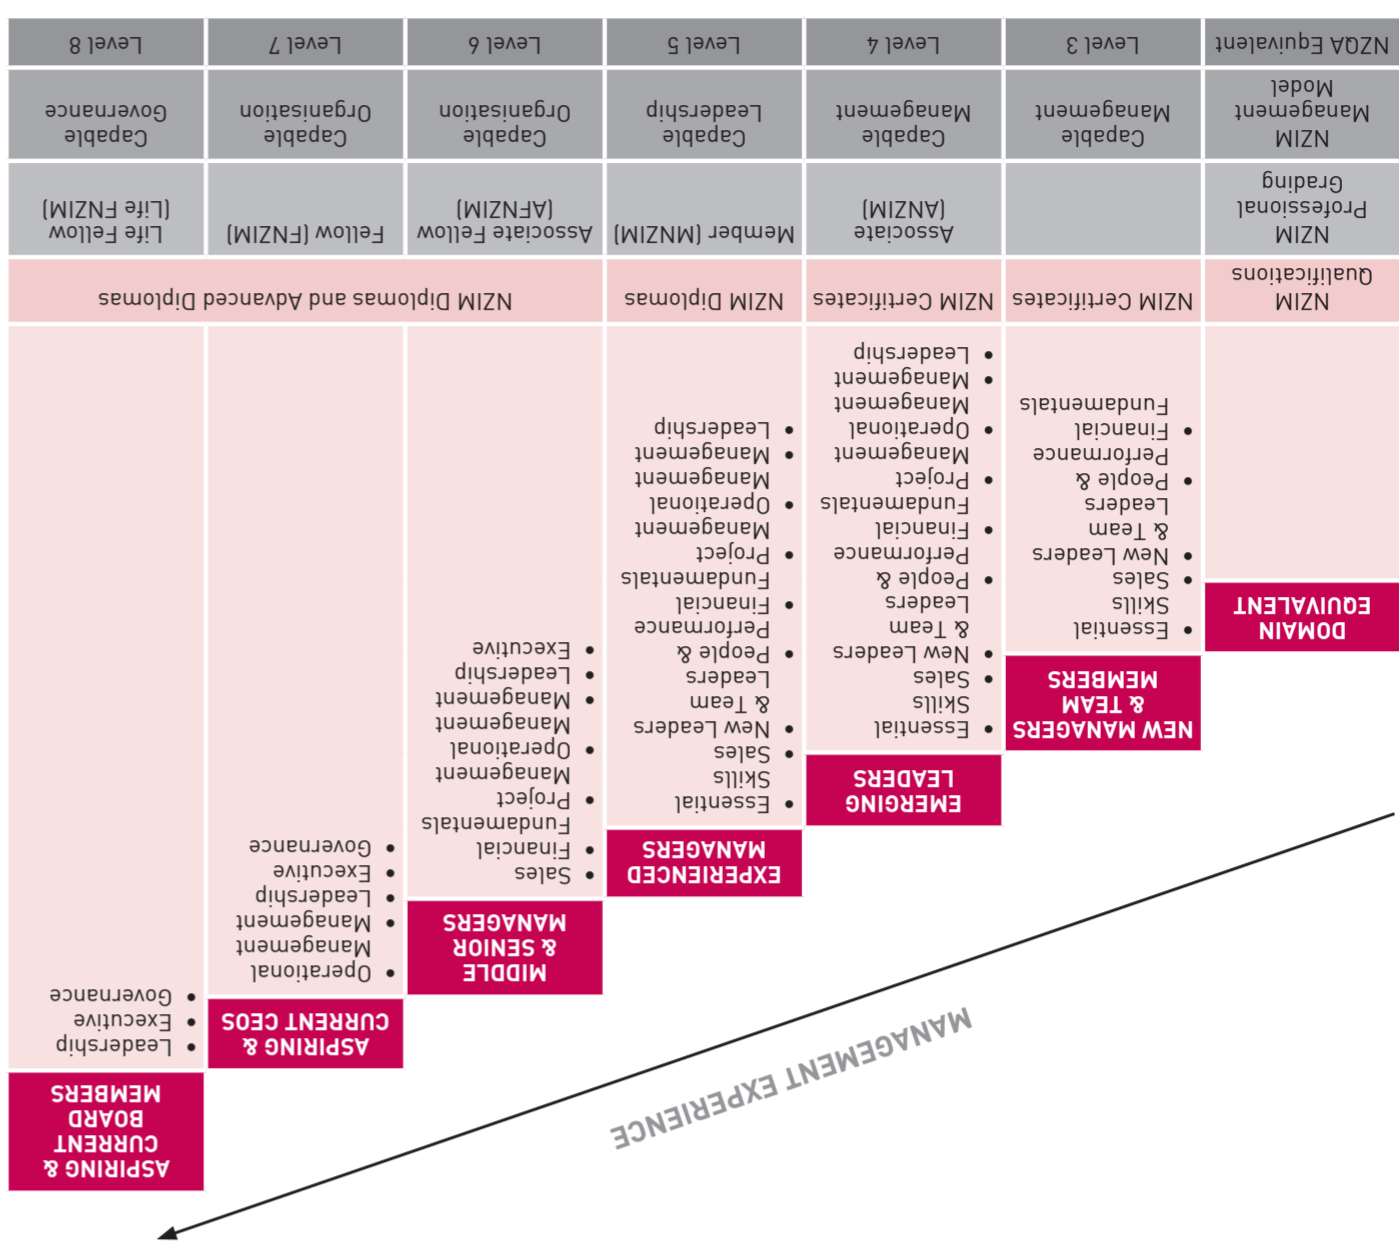 MANAGEMENT EXPERIENCE
DOMAIN
EQUIVALENT
NEW MANAGERS
& TEAM
MEMBERS
• Essential
Skills
• Sales
• New Leaders
& Team
Leaders
• People &
Performance
• Financial
Fundamentals
EMERGING
LEADERS
• Essential
Skills
• Sales
• New Leaders
& Team
Leaders
• People &
Performance
• Financial
Fundamentals
• Project
Management
• Operational
Management
• Management
• Leadership
EXPERIENCED
MANAGERS
• Essential
Skills
• Sales
• New Leaders
& Team
Leaders
• People &
Performance
• Financial
Fundamentals
• Project
Management
• Operational
Management
• Management
• Leadership
MIDDLE
& SENIOR
MANAGERS
• Sales
• Financial
Fundamentals
• Project
Management
• Operational
Management
• Management
• Leadership
• Executive
ASPIRING &
CURRENT CEOS
• Operational
Management
• Management
• Leadership
• Executive
• Governance
ASPIRING &
CURRENT
BOARD
MEMBERS
• Leadership
• Executive
• Governance
NZIM
Qualifications
NZIM Certificates
NZIM Certificates
NZIM Diplomas
NZIM Diplomas and Advanced Diplomas
NZIM
Professional
Grading
Associate
(ANZIM)
Member (MNZIM)
Associate Fellow
(AFNZIM)
Fellow (FNZIM)
Life Fellow
(Life FNZIM)
NZIM
Management
Model
Capable
Management
Capable
Management
Capable
Leadership
Capable
Organisation
Capable
Organisation
Capable
Governance
NZQA Equivalent
Level 3
Level 4
Level 5
Level 6
Level 7
Level 8